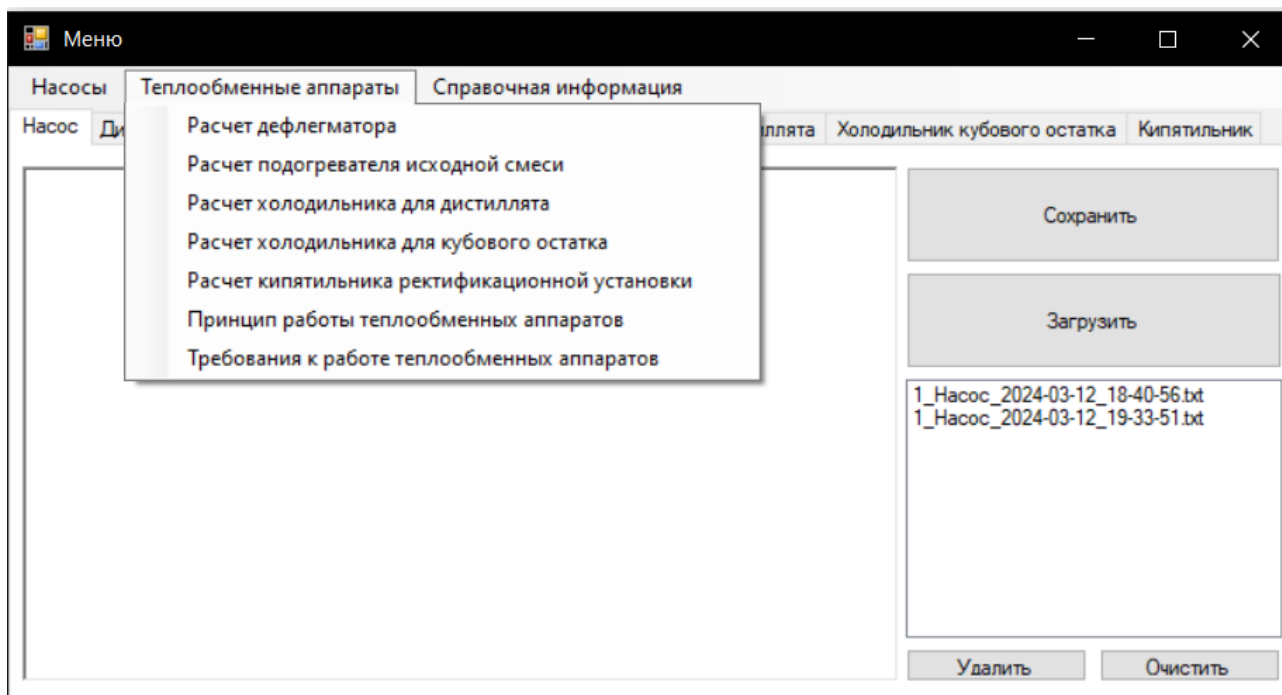 Меню
Насосы Теплообменные аппараты Справочная информация
Насос Холодильник кубового остатка Кипятильник
Расчет дефлегматора
Расчет подогревателя исходной смеси
Расчет холодильника для дистиллята
Расчет холодильника для кубового остатка
Расчет кипятильника ректификационной установки
Принцип работы теплообменных аппаратов
Требования к работе теплообменных аппаратов
Сохранить
Загрузить
1_Насос_2024-03-12_18-40-56.txt
1_Насос_2024-03-12_19-33-51.txt
Удалить Очистить